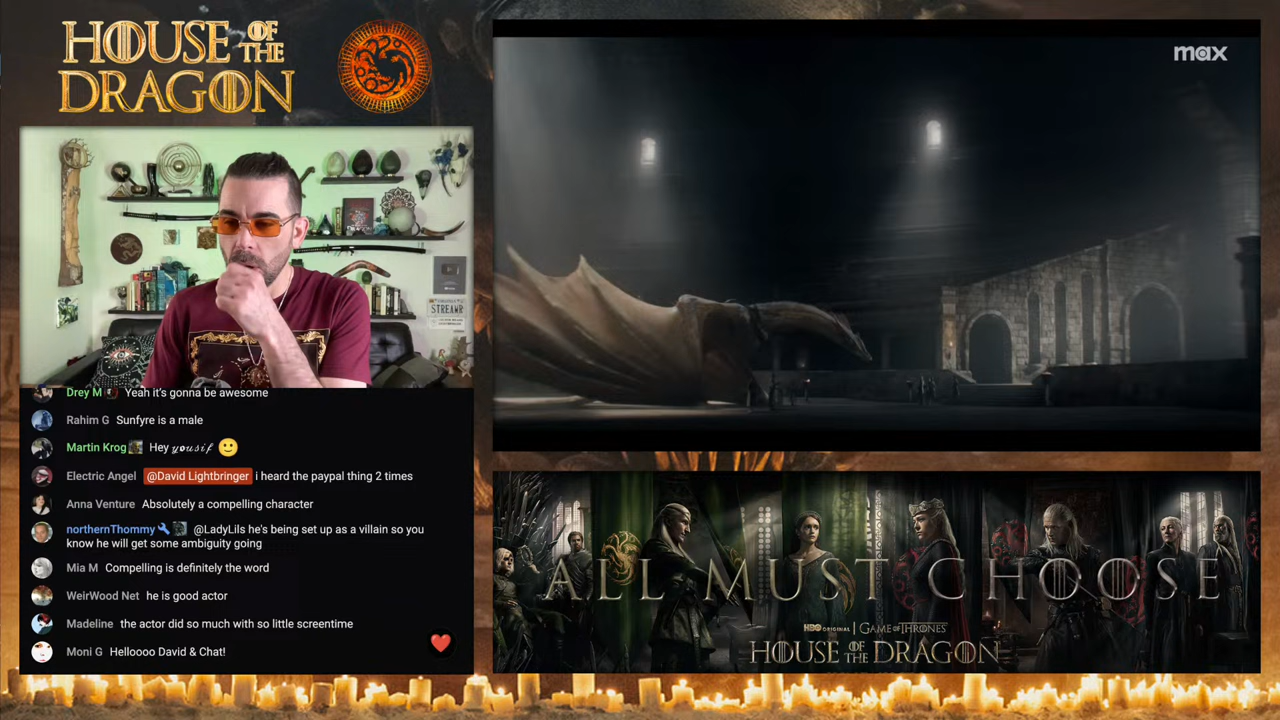 HOUSE OF THE
DRAGON
max
STREAMR
Drey M Yeah it's gonna be awesome
Rahim G Sunfyre is a male
Martin Krog Hey 𝔂𝓸𝓾𝓼𝓲𝓯 🙂
Electric Angel @David Lightbringer i heard the paypal thing 2 times
Anna Venture Absolutely a compelling character
northernThommy @LadyLils he's being set up as a villain so you
know he will get some ambiguity going
Mia M Compelling is definitely the word
WeirWood Net he is good actor
Madeline the actor did so much with so little screentime
Moni G Helloooo David & Chat!
ALL MUST CHOOSE
HBO ORIGINAL | GAME OF THRONES
HOUSE OF THE DRAGON